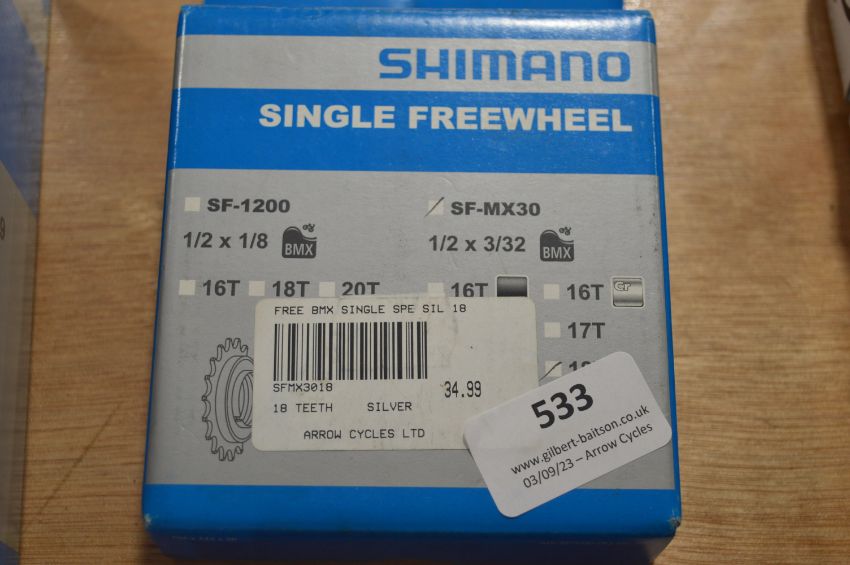 SHIMANO
SINGLE FREEWHEEL
SF-1200
SF-MX30
1/2 x 1/8
BMX
1/2 x 3/32
BMX
16T
18T
20T
16T
16T
Cr
17T
FREE BMX SINGLE SPE SIL 18
SFMX3018
34.99
18 TEETH SILVER
ARROW CYCLES LTD
533
www.gilbert-baitson.co.uk
03/09/23 – Arrow Cycles
9